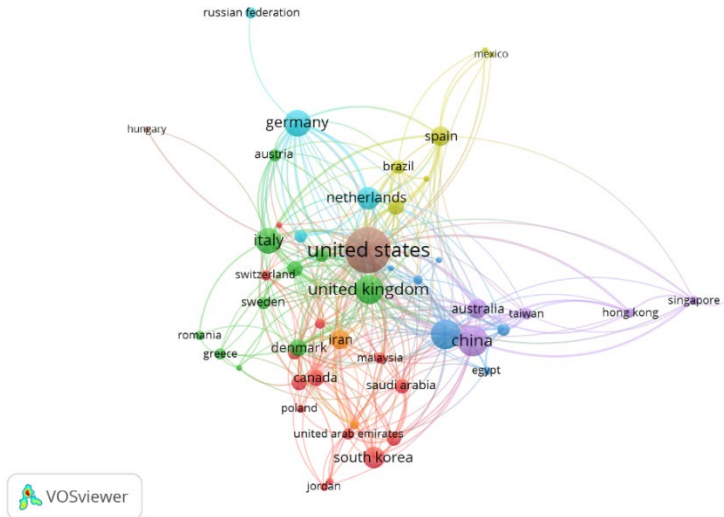 russian federation
mexico
germany
hungary
spain
austria
brazil
netherlands
italy
united states
switzerland
united kingdom
sweden
australia
taiwan
hong kong
singapore
romania
iran
china
denmark
greece
malaysia
egypt
canada
saudi arabia
poland
united arab emirates
south korea
jordan
VOSviewer